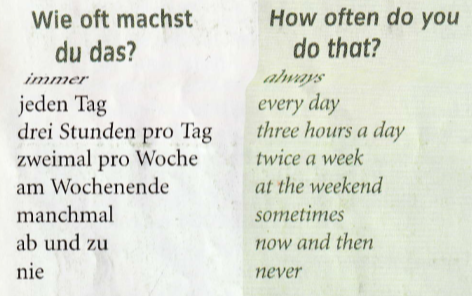 Wie oft machst
du das?
immer
jeden Tag
drei Stunden pro Tag
zweimal pro Woche
am Wochenende
manchmal
ab und zu
nie
How often do you
do that?
always
every day
three hours a day
twice a week
at the weekend
sometimes
now and then
never